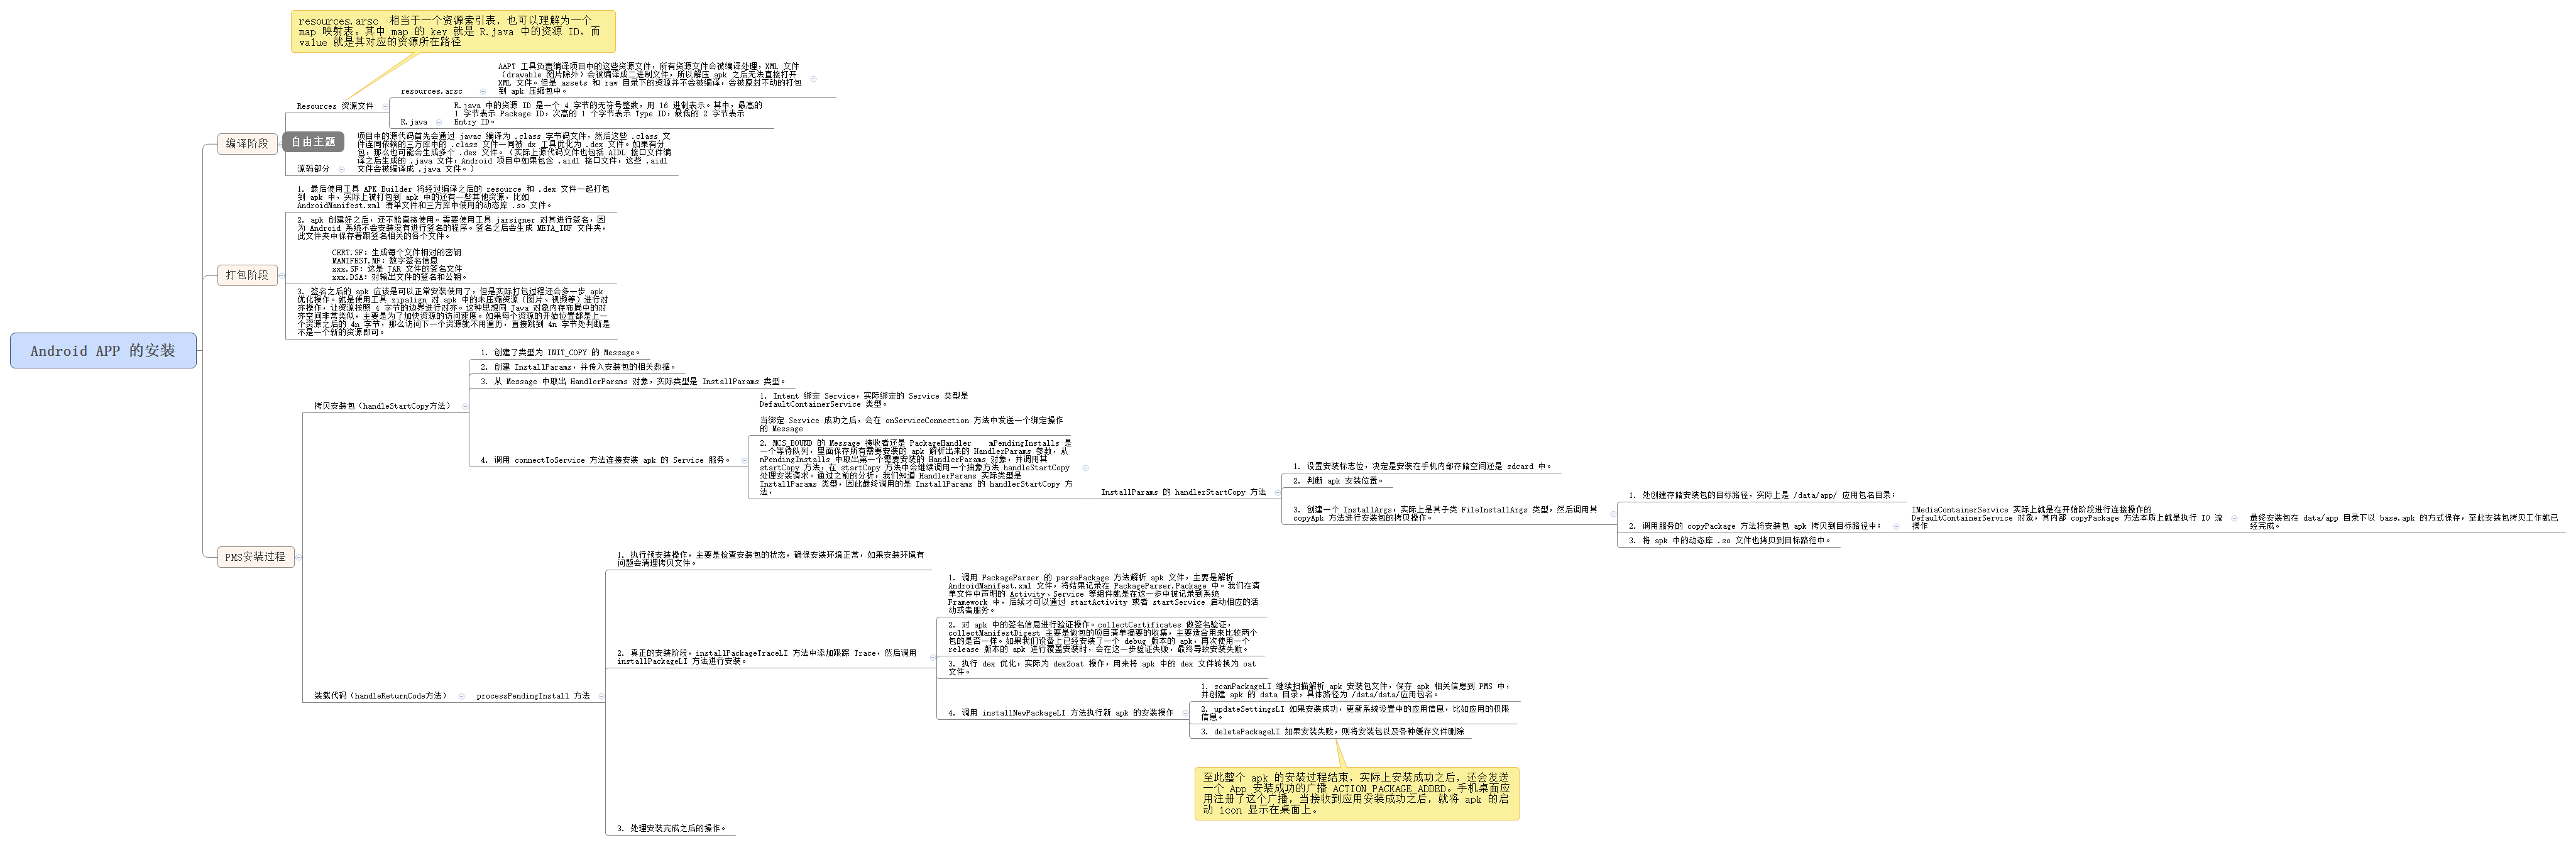 resources.arsc 相当于一个资源索引表，也可以理解为一个
map 映射表。其中 map 的 key 就是 R.java 中的资源 ID，而
value 就是其对应的资源所在路径
AAPT 工具负责编译项目中的这些资源文件，所有资源文件会被编译处理，XML 文件
（drawable 图片除外）会被编译成二进制文件，所以解压 apk 之后无法直接打开
XML 文件。但是 assets 和 raw 目录下的资源并不会被编译，会被原封不动的打包
到 apk 压缩包中。
resources.arsc
Resources 资源文件
R.java 中的资源 ID 是一个 4 字节的无符号整数，用 16 进制表示。其中，最高的
1 字节表示 Package ID，次高的 1 个字节表示 Type ID，最低的 2 字节表示
Entry ID。
R.java
编译阶段
自由主题
项目中的源代码首先会通过 javac 编译为 .class 字节码文件，然后这些 .class 文
件连同依赖的三方库中的 .class 文件一同被 dx 工具优化为 .dex 文件。如果有分
包，那么也可能会生成多个 .dex 文件。（实际上源代码文件也包括 AIDL 接口文件编
译之后生成的 .java 文件，Android 项目中如果包含 .aidl 接口文件，这些 .aidl
文件会被编译成 .java 文件。）
源码部分
1. 最后使用工具 APK Builder 将经过编译之后的 resource 和 .dex 文件一起打包
到 apk 中，实际上被打包到 apk 中的还有一些其他资源，比如
AndroidManifest.xml 清单文件和三方库中使用的动态库 .so 文件。
2. apk 创建好之后，还不能直接使用。需要使用工具 jarsigner 对其进行签名，因
为 Android 系统不会安装没有进行签名的程序。签名之后会生成 META_INF 文件夹，
此文件夹中保存着跟签名相关的各个文件。
CERT.SF：生成每个文件相对的密钥
MANIFEST.MF：数字签名信息
xxx.SF：这是 JAR 文件的签名文件
xxx.DSA：对输出文件的签名和公钥。
打包阶段
3. 签名之后的 apk 应该是可以正常安装使用了，但是实际打包过程还会多一步 apk
优化操作。就是使用工具 zipalign 对 apk 中的未压缩资源（图片、视频等）进行对
齐操作，让资源按照 4 字节的边界进行对齐。这种思想同 Java 对象内存布局中的对
齐空间非常类似，主要是为了加快资源的访问速度。如果每个资源的开始位置都是上一
个资源之后的 4n 字节，那么访问下一个资源就不用遍历，直接跳到 4n 字节处判断是
不是一个新的资源即可。
Android APP 的安装
1. 创建了类型为 INIT_COPY 的 Message。
2. 创建 InstallParams，并传入安装包的相关数据。
3. 从 Message 中取出 HandlerParams 对象，实际类型是 InstallParams 类型。
拷贝安装包（handleStartCopy方法）
1. Intent 绑定 Service，实际绑定的 Service 类型是
DefaultContainerService 类型。
当绑定 Service 成功之后，会在 onServiceConnection 方法中发送一个绑定操作
的 Message
4. 调用 connectToService 方法连接安装 apk 的 Service 服务。
2. MCS_BOUND 的 Message 接收者还是 PackageHandler    mPendingInstalls 是
一个等待队列，里面保存所有需要安装的 apk 解析出来的 HandlerParams 参数，从
mPendingInstalls 中取出第一个需要安装的 HandlerParams 对象，并调用其
startCopy 方法，在 startCopy 方法中会继续调用一个抽象方法 handleStartCopy
处理安装请求。通过之前的分析，我们知道 HandlerParams 实际类型是
InstallParams 类型，因此最终调用的是 InstallParams 的 handlerStartCopy 方
法，
InstallParams 的 handlerStartCopy 方法
1. 设置安装标志位，决定是安装在手机内部存储空间还是 sdcard 中。
2. 判断 apk 安装位置。
3. 创建一个 InstallArgs，实际上是其子类 FileInstallArgs 类型，然后调用其
copyApk 方法进行安装包的拷贝操作。
1. 处创建存储安装包的目标路径，实际上是 /data/app/ 应用包名目录；
2. 调用服务的 copyPackage 方法将安装包 apk 拷贝到目标路径中；
IMediaContainerService 实际上就是在开始阶段进行连接操作的
DefaultContainerService 对象，其内部 copyPackage 方法本质上就是执行 IO 流
操作
最终安装包在 data/app 目录下以 base.apk 的方式保存，至此安装包拷贝工作就已
经完成。
3. 将 apk 中的动态库 .so 文件也拷贝到目标路径中。
PMS安装过程
1. 执行预安装操作，主要是检查安装包的状态，确保安装环境正常，如果安装环境有
问题会清理拷贝文件。
1. 调用 PackageParser 的 parsePackage 方法解析 apk 文件，主要是解析
AndroidManifest.xml 文件，将结果记录在 PackageParser.Package 中。我们在清
单文件中声明的 Activity、Service 等组件就是在这一步中被记录到系统
Framework 中，后续才可以通过 startActivity 或者 startService 启动相应的活
动或者服务。
2. 对 apk 中的签名信息进行验证操作。collectCertificates 做签名验证，
collectManifestDigest 主要是做包的项目清单摘要的收集，主要适合用来比较两个
包的是否一样。如果我们设备上已经安装了一个 debug 版本的 apk，再次使用一个
release 版本的 apk 进行覆盖安装时，会在这一步验证失败，最终导致安装失败。
2. 真正的安装阶段，installPackageTraceLI 方法中添加跟踪 Trace，然后调用
installPackageLI 方法进行安装。
3. 执行 dex 优化，实际为 dex2oat 操作，用来将 apk 中的 dex 文件转换为 oat
文件。
装载代码（handleReturnCode方法）
processPendingInstall 方法
4. 调用 installNewPackageLI 方法执行新 apk 的安装操作
1. scanPackageLI 继续扫描解析 apk 安装包文件，保存 apk 相关信息到 PMS 中，
并创建 apk 的 data 目录，具体路径为 /data/data/应用包名。
2. updateSettingsLI 如果安装成功，更新系统设置中的应用信息，比如应用的权限
信息。
3. deletePackageLI 如果安装失败，则将安装包以及各种缓存文件删除
至此整个 apk 的安装过程结束，实际上安装成功之后，还会发送
一个 App 安装成功的广播 ACTION_PACKAGE_ADDED。手机桌面应
用注册了这个广播，当接收到应用安装成功之后，就将 apk 的启
动 icon 显示在桌面上。
3. 处理安装完成之后的操作。